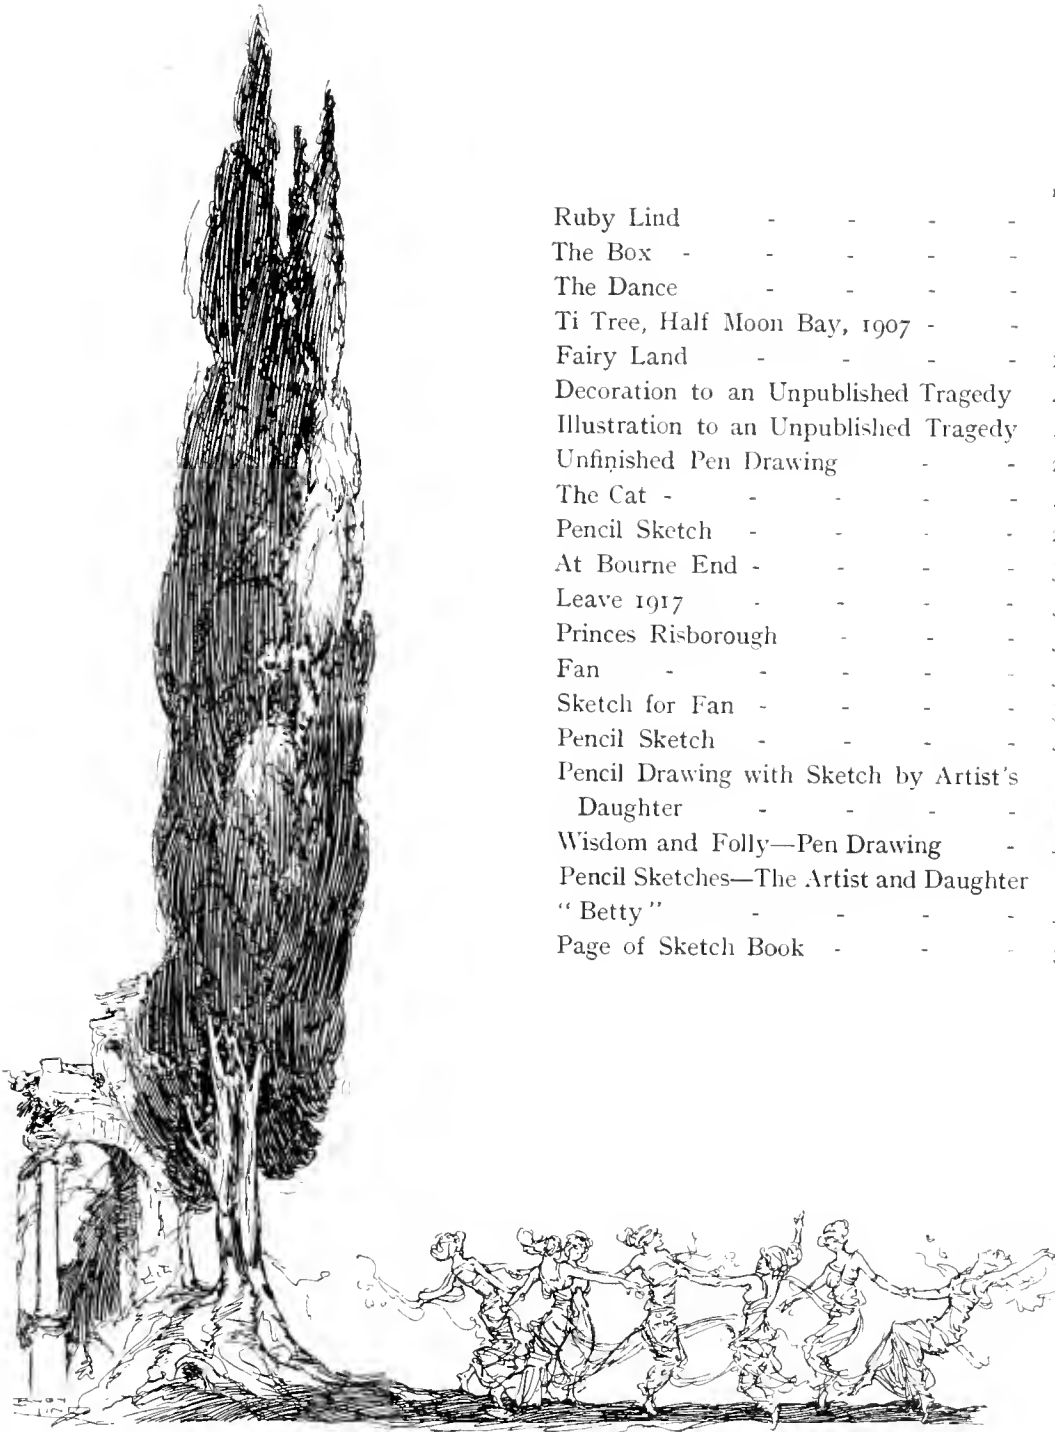 Ruby Lind - - - -
The Box - - - - -
The Dance - - - -
Ti Tree, Half Moon Bay, 1907 - -
Fairy Land - - - -
Decoration to an Unpublished Tragedy
Illustration to an Unpublished Tragedy
Unfinished Pen Drawing - -
The Cat - - - - -
Pencil Sketch - - - -
At Bourne End - - - -
Leave 1917 - - - -
Princes Risborough - - -
Fan - - - - -
Sketch for Fan - - - -
Pencil Sketch - - - -
Pencil Drawing with Sketch by Artist's
Daughter - - - -
Wisdom and Folly—Pen Drawing -
Pencil Sketches—The Artist and Daughter
“ Betty ” - - - -
Page of Sketch Book - - -
RUBY
LIND